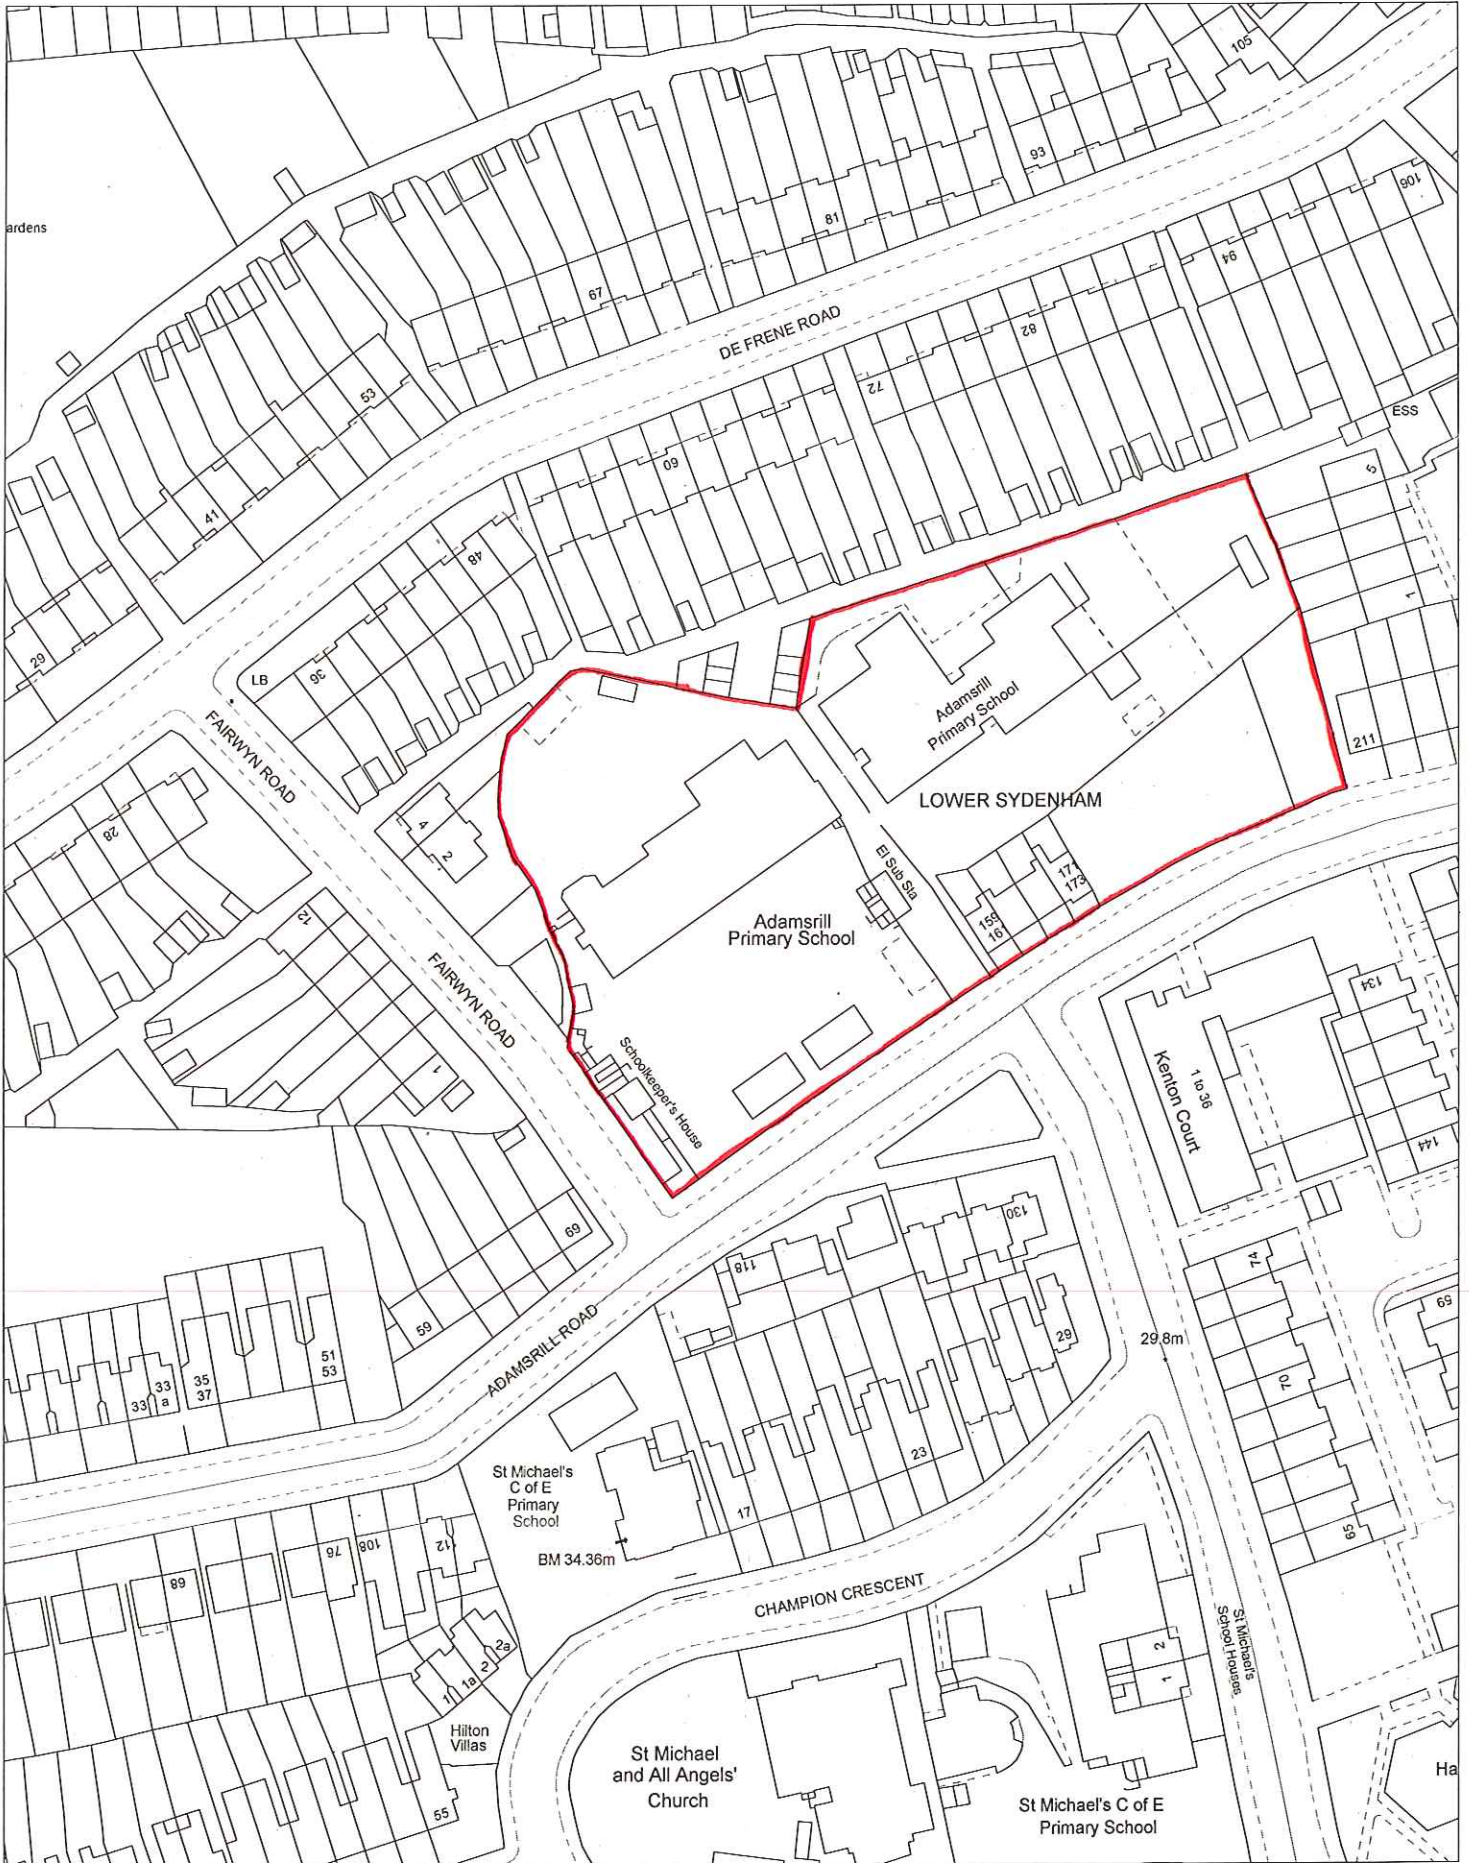 105
93
106
ardens
81
94
67
DE FRENE ROAD
82
72
53
ESS
60
5
41
48
1
29
LB
36
Adamsrill
Primary School
FAIRWYN ROAD
211
LOWER SYDENHAM
4
2
28
El Sub Sta
171
173
159
16
12
Adamsrill
Primary School
FAIRWYN ROAD
134
Schoolkeeper's House
1
1 to 36
Kenton Court
144
130
69
118
74
59
ADAMSRILL ROAD
59
29
29.8m
51
53
35
37
33
33
a
70
23
St Michael's
C of E
Primary
School
17
65
BM 34.36m
76
108
112
68
CHAMPION CRESCENT
St Michael's
School Houses
2
1
2a
2
1a
1
Hilton
Villas
St Michael
and All Angels'
Church
Ha
55
St Michael's C of E
Primary School